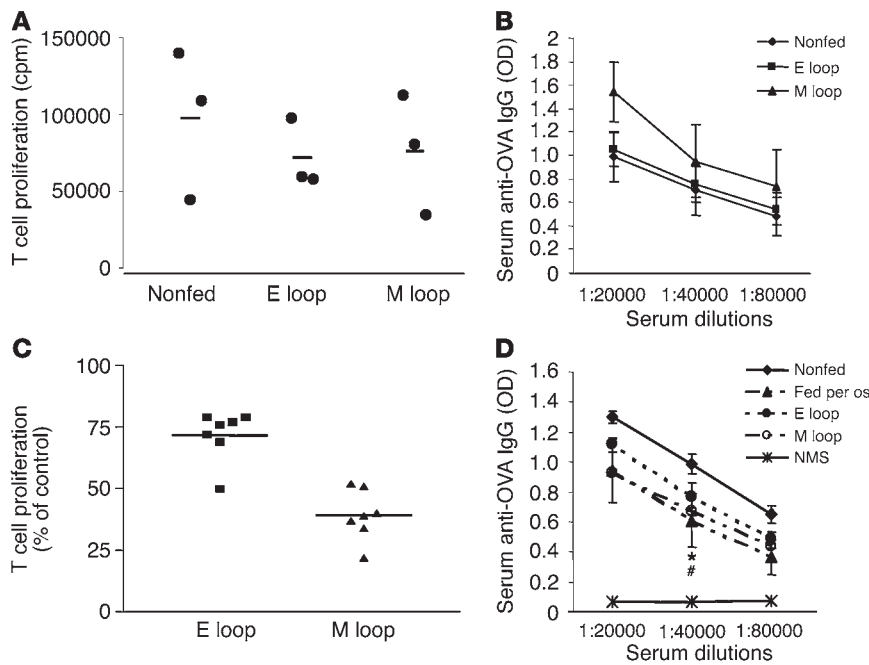 A
T cell proliferation (cpm)
150000
100000
50000
0
Nonfed
E loop
M loop
B
Serum anti-OVA IgG (OD)
2
1.8
1.6
1.4
1.2
1.0
0.8
0.6
0.4
0.2
0
Nonfed
E loop
M loop
1:20000
1:40000
1:80000
Serum dilutions
C
T cell proliferation
(% of control)
100
75
50
25
0
E loop
M loop
D
Serum anti-OVA IgG (OD)
1.6
1.4
1.2
1.0
0.8
0.6
0.4
0.2
0
Nonfed
Fed per os
E loop
M loop
NMS
*
#
1:20000
1:40000
1:80000
Serum dilutions